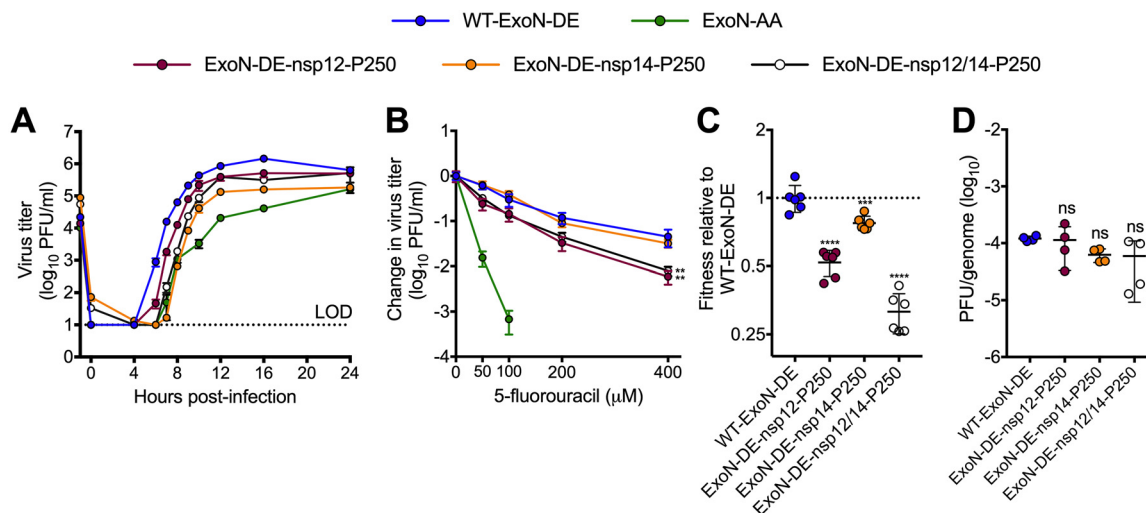 WT-ExoN-DE ExoN-AA
ExoN-DE-nsp12-P250 ExoN-DE-nsp14-P250 ExoN-DE-nsp12/14-P250
A
Virus titer
(log10 PFU/ml)
7
6
5
4
3
2
1
0
LOD
0 4 8 12 16 20 24
Hours post-infection
B
Change in virus titer
(log10 PFU/ml)
1
0
-1
-2
-3
-4
**
**
0 50 100 200 400
5-fluorouracil (μM)
C
Fitness relative to
WT-ExoN-DE
2
1
0.5
0.25
****
***
****
WT-ExoN-DE
ExoN-DE-nsp12-P250
ExoN-DE-nsp14-P250
ExoN-DE-nsp12/14-P250
D
PFU/genome (log10)
-2
-3
-4
-5
-6
ns
ns
ns
WT-ExoN-DE
ExoN-DE-nsp12-P250
ExoN-DE-nsp14-P250
ExoN-DE-nsp12/14-P250